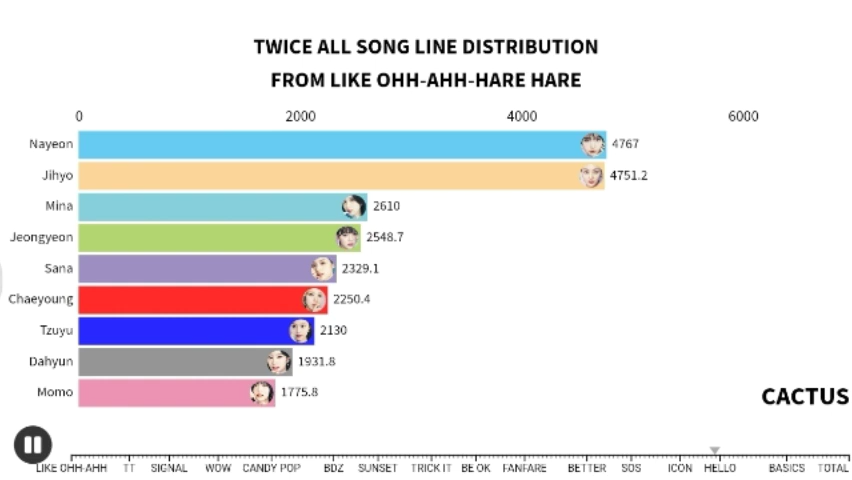 TWICE ALL SONG LINE DISTRIBUTION
FROM LIKE OHH-AHH-HARE HARE
0 2000 4000 6000
Nayeon 4767
Jihyo 4751.2
Mina 2610
Jeongyeon 2548.7
Sana 2329.1
Chaeyoung 2250.4
Tzuyu 2130
Dahyun 1931.8
Momo 1775.8
CACTUS
LIKE OHH-AHH TT SIGNAL WOW CANDY POP BDZ SUNSET TRICK IT BE OK FANFARE BETTER SOS ICON HELLO BASICS TOTAL